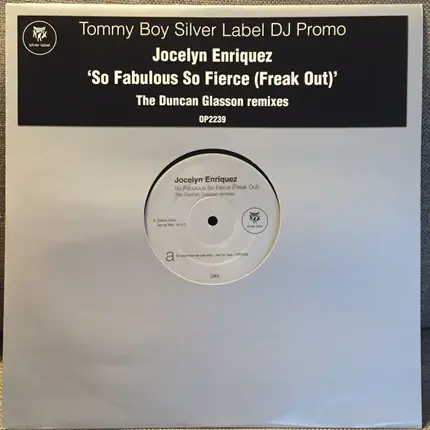 Tommy Boy Silver Label DJ Promo
silver label
Jocelyn Enriquez
‘So Fabulous So Fierce (Freak Out)’
The Duncan Glasson remixes
OP2239
Jocelyn Enriquez
So Fabulous So Fierce (Freak Out)
The Duncan Glasson remixes
a